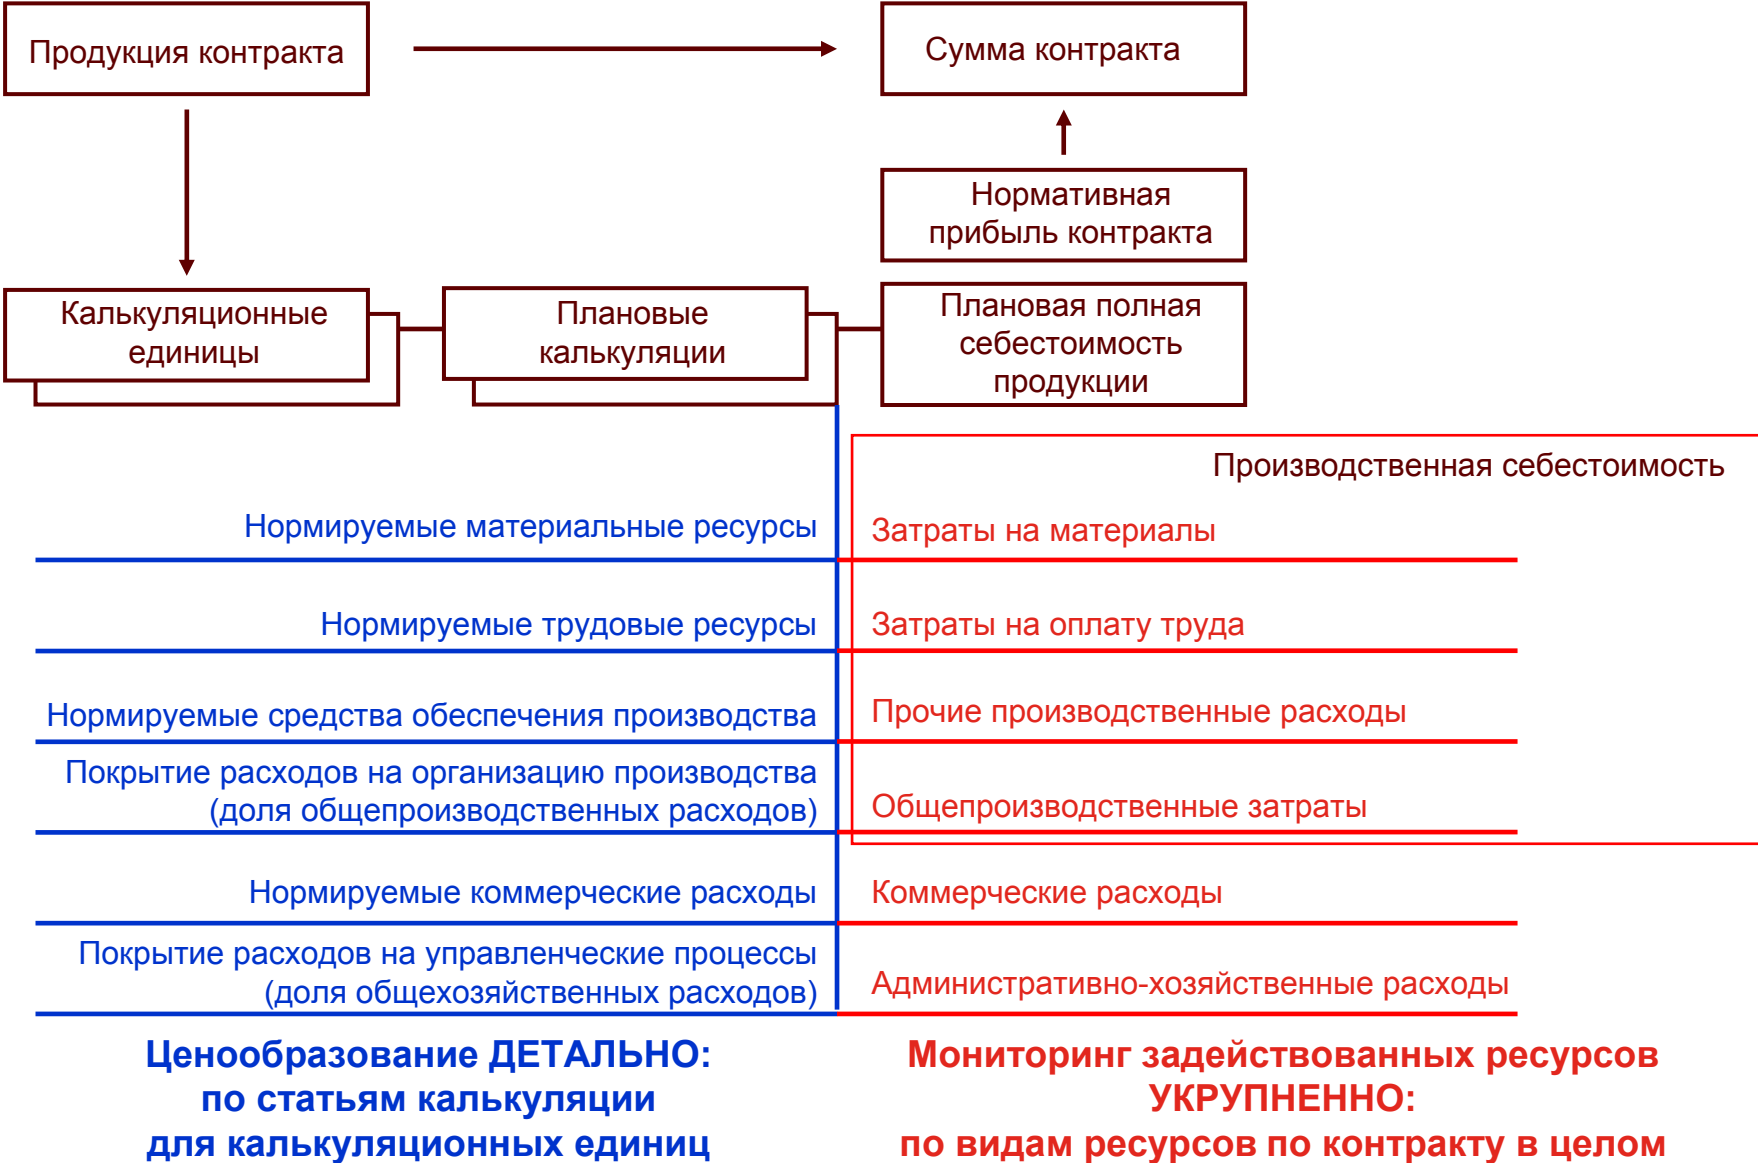 Продукция контракта
Сумма контракта
Нормативная
прибыль контракта
Калькуляционные
единицы
Плановые
калькуляции
Плановая полная
себестоимость
продукции
Производственная себестоимость
Нормируемые материальные ресурсы
Затраты на материалы
Нормируемые трудовые ресурсы
Затраты на оплату труда
Нормируемые средства обеспечения производства
Прочие производственные расходы
Покрытие расходов на организацию производства
(доля общепроизводственных расходов)
Общепроизводственные затраты
Нормируемые коммерческие расходы
Коммерческие расходы
Покрытие расходов на управленческие процессы
(доля общехозяйственных расходов)
Административно-хозяйственные расходы
Ценообразование ДЕТАЛЬНО:
по статьям калькуляции
для калькуляционных единиц
Мониторинг задействованных ресурсов
УКРУПНЕННО:
по видам ресурсов по контракту в целом